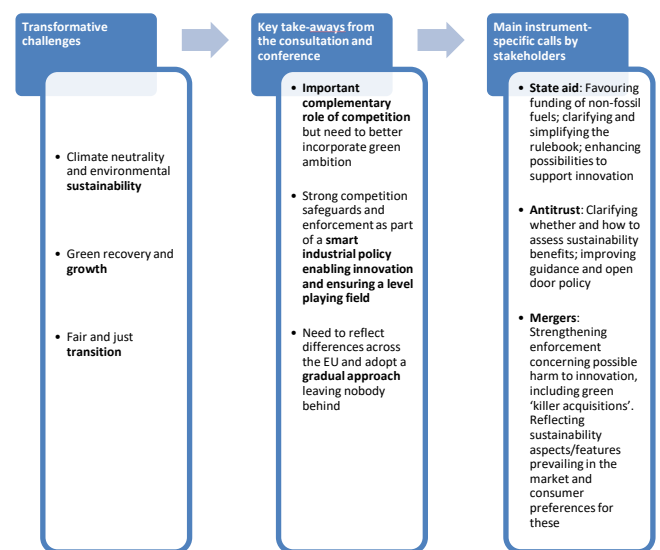 Transformative
challenges
• Climate neutrality
and environmental
sustainability
• Green recovery and
growth
• Fair and just
transition
Key take-aways from
the consultation and
conference
• Important
complementary
role of competition
but need to better
incorporate green
ambition
• Strong competition
safeguards and
enforcement as part
of a smart
industrial policy
enabling innovation
and ensuring a level
playing field
• Need to reflect
differences across
the EU and adopt a
gradual approach
leaving nobody
behind
Main instrument-
specific calls by
stakeholders
• State aid: Favouring
funding of non-fossil
fuels; clarifying and
simplifying the
rulebook; enhancing
possibilities to
support innovation
• Antitrust: Clarifying
whether and how to
assess sustainability
benefits; improving
guidance and open
door policy
• Mergers:
Strengthening
enforcement
concerning possible
harm to innovation,
including green
‘killer acquisitions’.
Reflecting
sustainability
aspects/features
prevailing in the
market and
consumer
preferences for
these